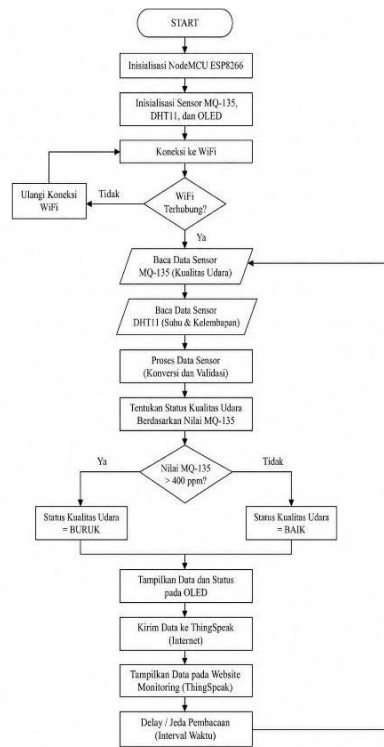 START
Inisialisasi NodeMCU ESP8266
Inisialisasi Sensor MQ-135,
DHT11, dan OLED
Koneksi ke WiFi
Ulangi Koneksi
WiFi
Tidak
WiFi
Terhubung?
Ya
Baca Data Sensor
MQ-135 (Kualitas Udara)
Baca Data Sensor
DHT11 (Suhu & Kelembapan)
Proses Data Sensor
(Konversi dan Validasi)
Tentukan Status Kualitas Udara
Berdasarkan Nilai MQ-135
Ya
Nilai MQ-135
> 400 ppm?
Tidak
Status Kualitas Udara
= BURUK
Status Kualitas Udara
= BAIK
Tampilkan Data dan Status
pada OLED
Kirim Data ke ThingSpeak
(Internet)
Tampilkan Data pada Website
Monitoring (ThingSpeak)
Delay / Jeda Pembacaan
(Interval Waktu)